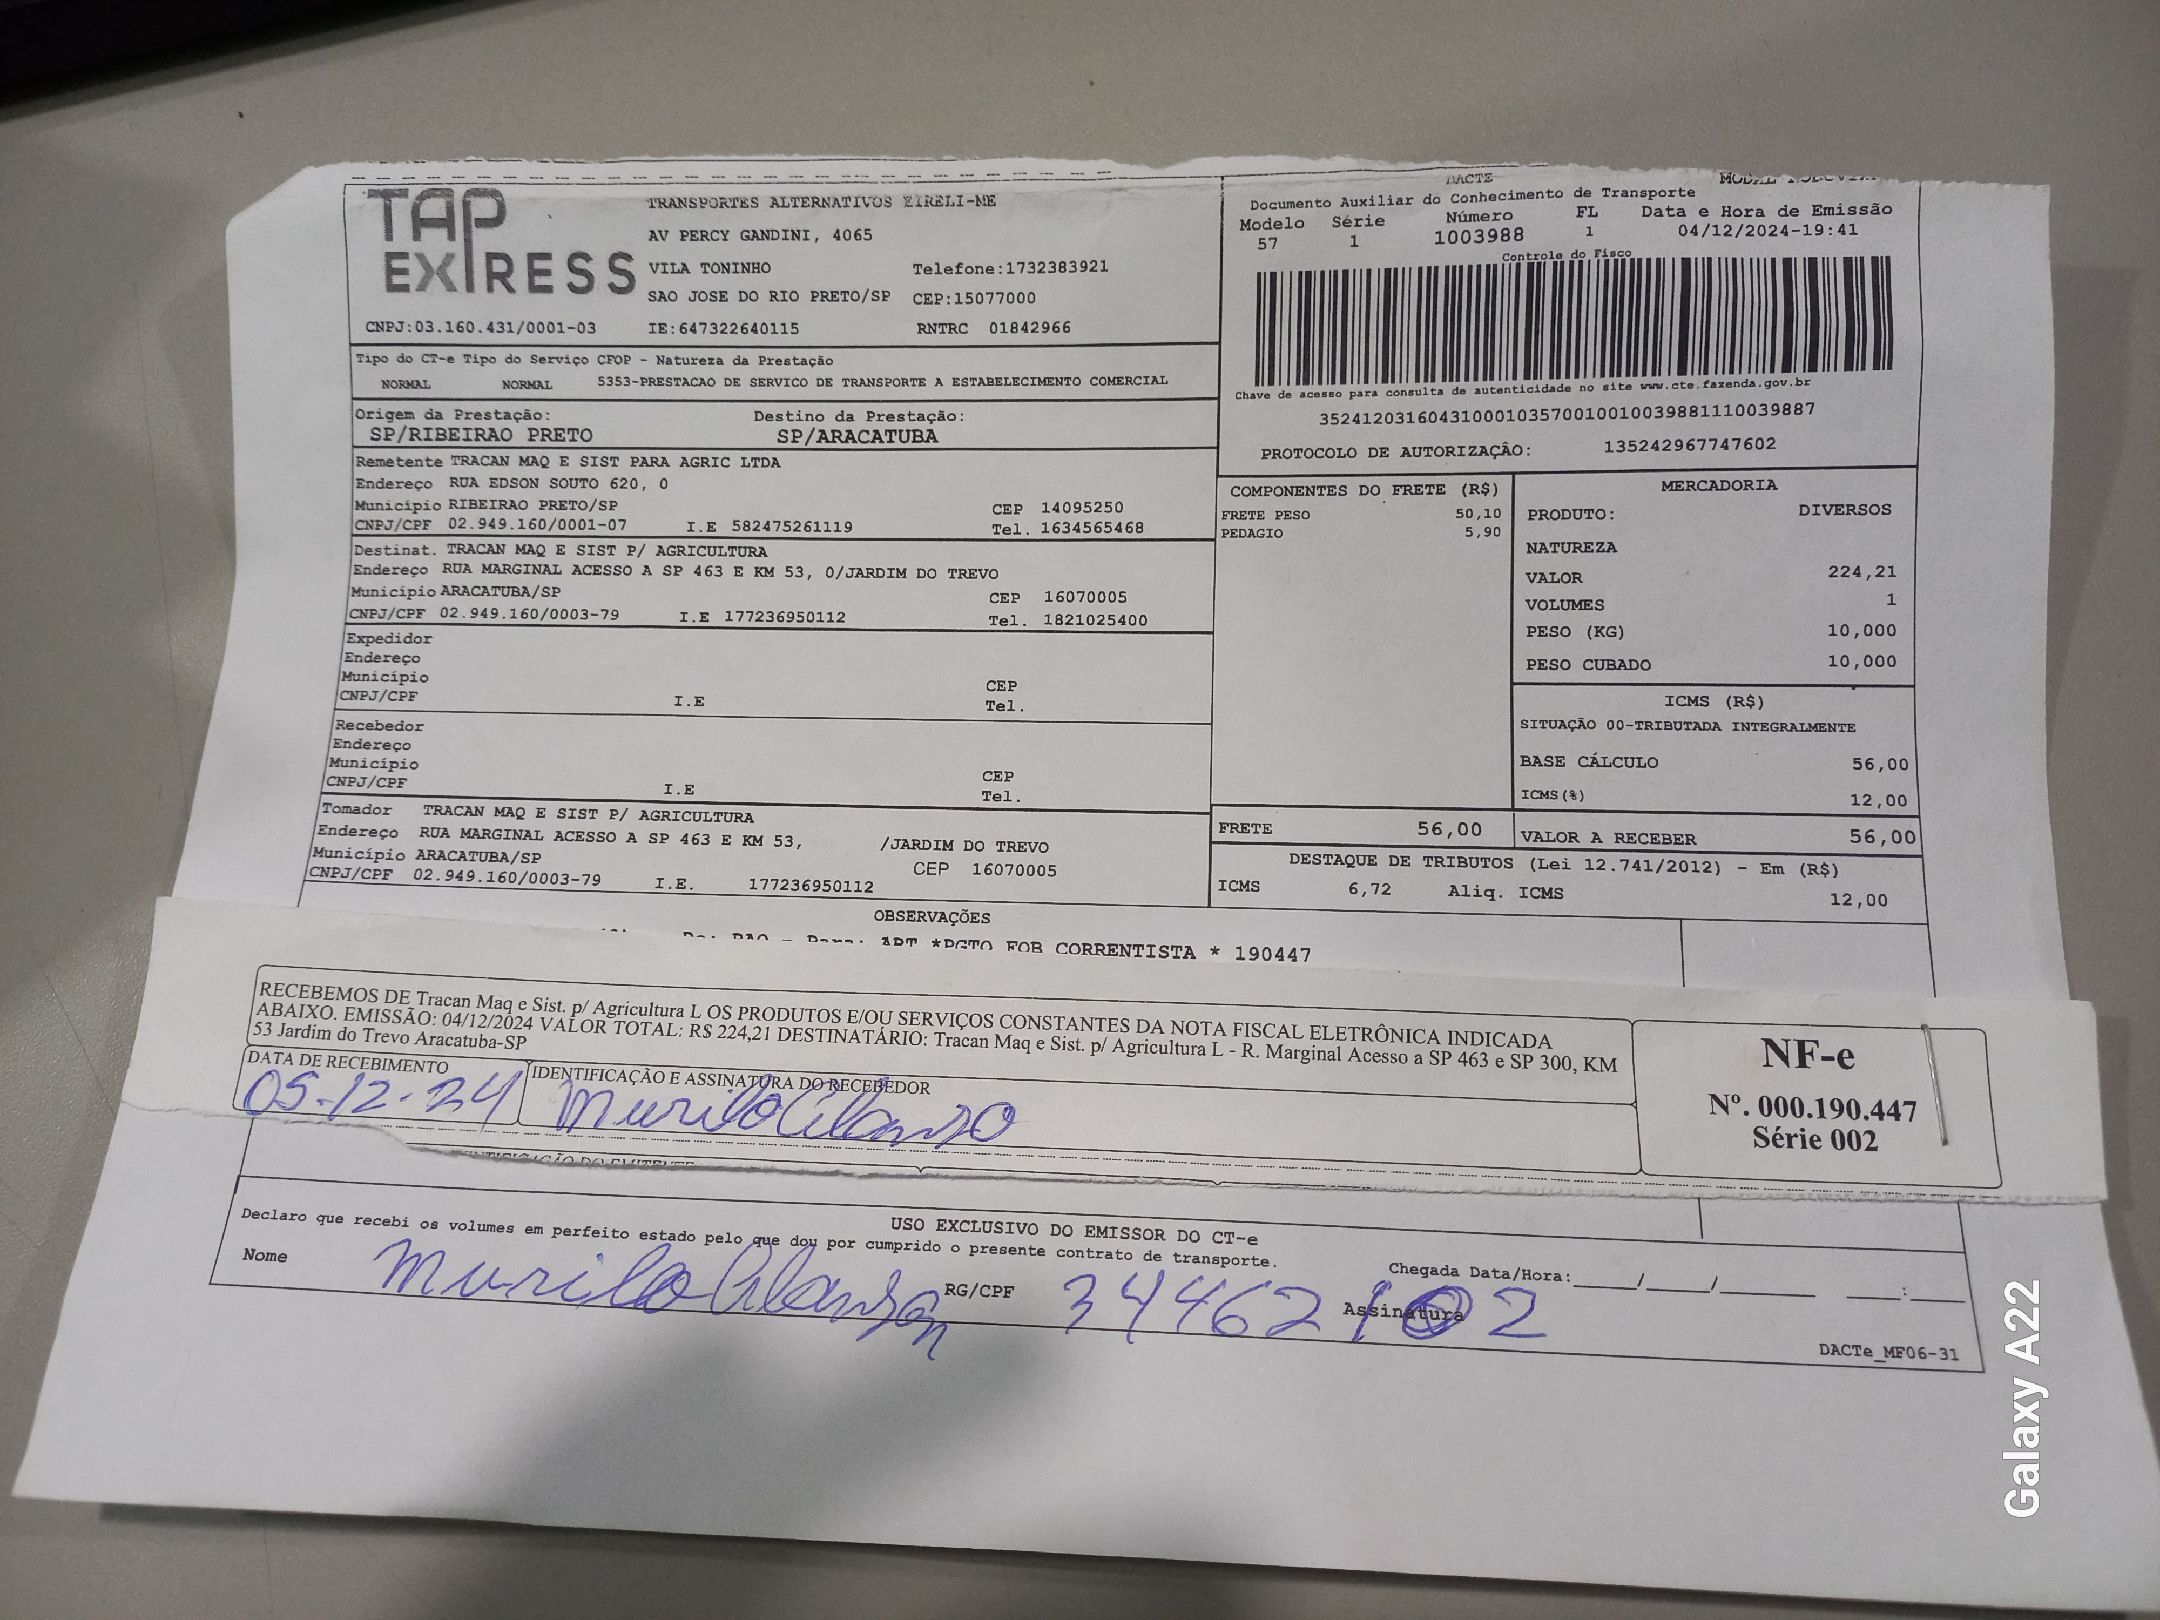 TAP EXPRESS
TRANSPORTES ALTERNATIVOS EIRELI-ME
AV PERCY GANDINI, 4065
VILA TONINHO Telefone:1732383921
SAO JOSE DO RIO PRETO/SP CEP:15077000
CNPJ:03.160.431/0001-03 IE:647322640115 RNTRC 01842966
DACTE
Documento Auxiliar do Conhecimento de Transporte
Modelo Série Número FL Data e Hora de Emissão
57 1 1003988 1 04/12/2024-19:41
Controle do Fisco
Chave de acesso para consulta de autenticidade no site www.cte.fazenda.gov.br
35241203160431000103570010010039881110039887
PROTOCOLO DE AUTORIZAÇÃO: 135242967747602
Tipo do CT-e Tipo do Serviço CFOP - Natureza da Prestação
NORMAL NORMAL 5353-PRESTACAO DE SERVICO DE TRANSPORTE A ESTABELECIMENTO COMERCIAL
Origem da Prestação: Destino da Prestação:
SP/RIBEIRAO PRETO SP/ARACATUBA
Remetente TRACAN MAQ E SIST PARA AGRIC LTDA
Endereço RUA EDSON SOUTO 620, 0
Município RIBEIRAO PRETO/SP CEP 14095250
CNPJ/CPF 02.949.160/0001-07 I.E 582475261119 Tel. 1634565468
Destinat. TRACAN MAQ E SIST P/ AGRICULTURA
Endereço RUA MARGINAL ACESSO A SP 463 E KM 53, 0/JARDIM DO TREVO
Município ARACATUBA/SP CEP 16070005
CNPJ/CPF 02.949.160/0003-79 I.E 177236950112 Tel. 1821025400
Expedidor
Endereço
Município CEP
CNPJ/CPF I.E Tel.
Recebedor
Endereço
Município CEP
CNPJ/CPF I.E Tel.
Tomador TRACAN MAQ E SIST P/ AGRICULTURA
Endereço RUA MARGINAL ACESSO A SP 463 E KM 53, /JARDIM DO TREVO
Município ARACATUBA/SP CEP 16070005
CNPJ/CPF 02.949.160/0003-79 I.E. 177236950112
COMPONENTES DO FRETE (R$)
FRETE PESO 50,10
PEDAGIO 5,90
MERCADORIA
PRODUTO: DIVERSOS
NATUREZA
VALOR 224,21
VOLUMES 1
PESO (KG) 10,000
PESO CUBADO 10,000
ICMS (R$)
SITUAÇÃO 00-TRIBUTADA INTEGRALMENTE
BASE CÁLCULO 56,00
ICMS(%) 12,00
FRETE 56,00 VALOR A RECEBER 56,00
DESTAQUE DE TRIBUTOS (Lei 12.741/2012) - Em (R$)
ICMS 6,72 Aliq. ICMS 12,00
OBSERVAÇÕES
*PGTO FOB CORRENTISTA * 190447
RECEBEMOS DE Tracan Maq e Sist. p/ Agricultura L OS PRODUTOS E/OU SERVIÇOS CONSTANTES DA NOTA FISCAL ELETRÔNICA INDICADA
ABAIXO. EMISSÃO: 04/12/2024 VALOR TOTAL: R$ 224,21 DESTINATÁRIO: Tracan Maq e Sist. p/ Agricultura L - R. Marginal Acesso a SP 463 e SP 300, KM
53 Jardim do Trevo Aracatuba-SP
DATA DE RECEBIMENTO IDENTIFICAÇÃO E ASSINATURA DO RECEBEDOR
05-12-24 Murilo
NF-e
Nº. 000.190.447
Série 002
USO EXCLUSIVO DO EMISSOR DO CT-e
Declaro que recebi os volumes em perfeito estado pelo que dou por cumprido o presente contrato de transporte.
Nome Murilo RG/CPF 34462102
Chegada Data/Hora:____/____/______ ___:___
Assinatura
DACTe_MF06-31
Galaxy A22